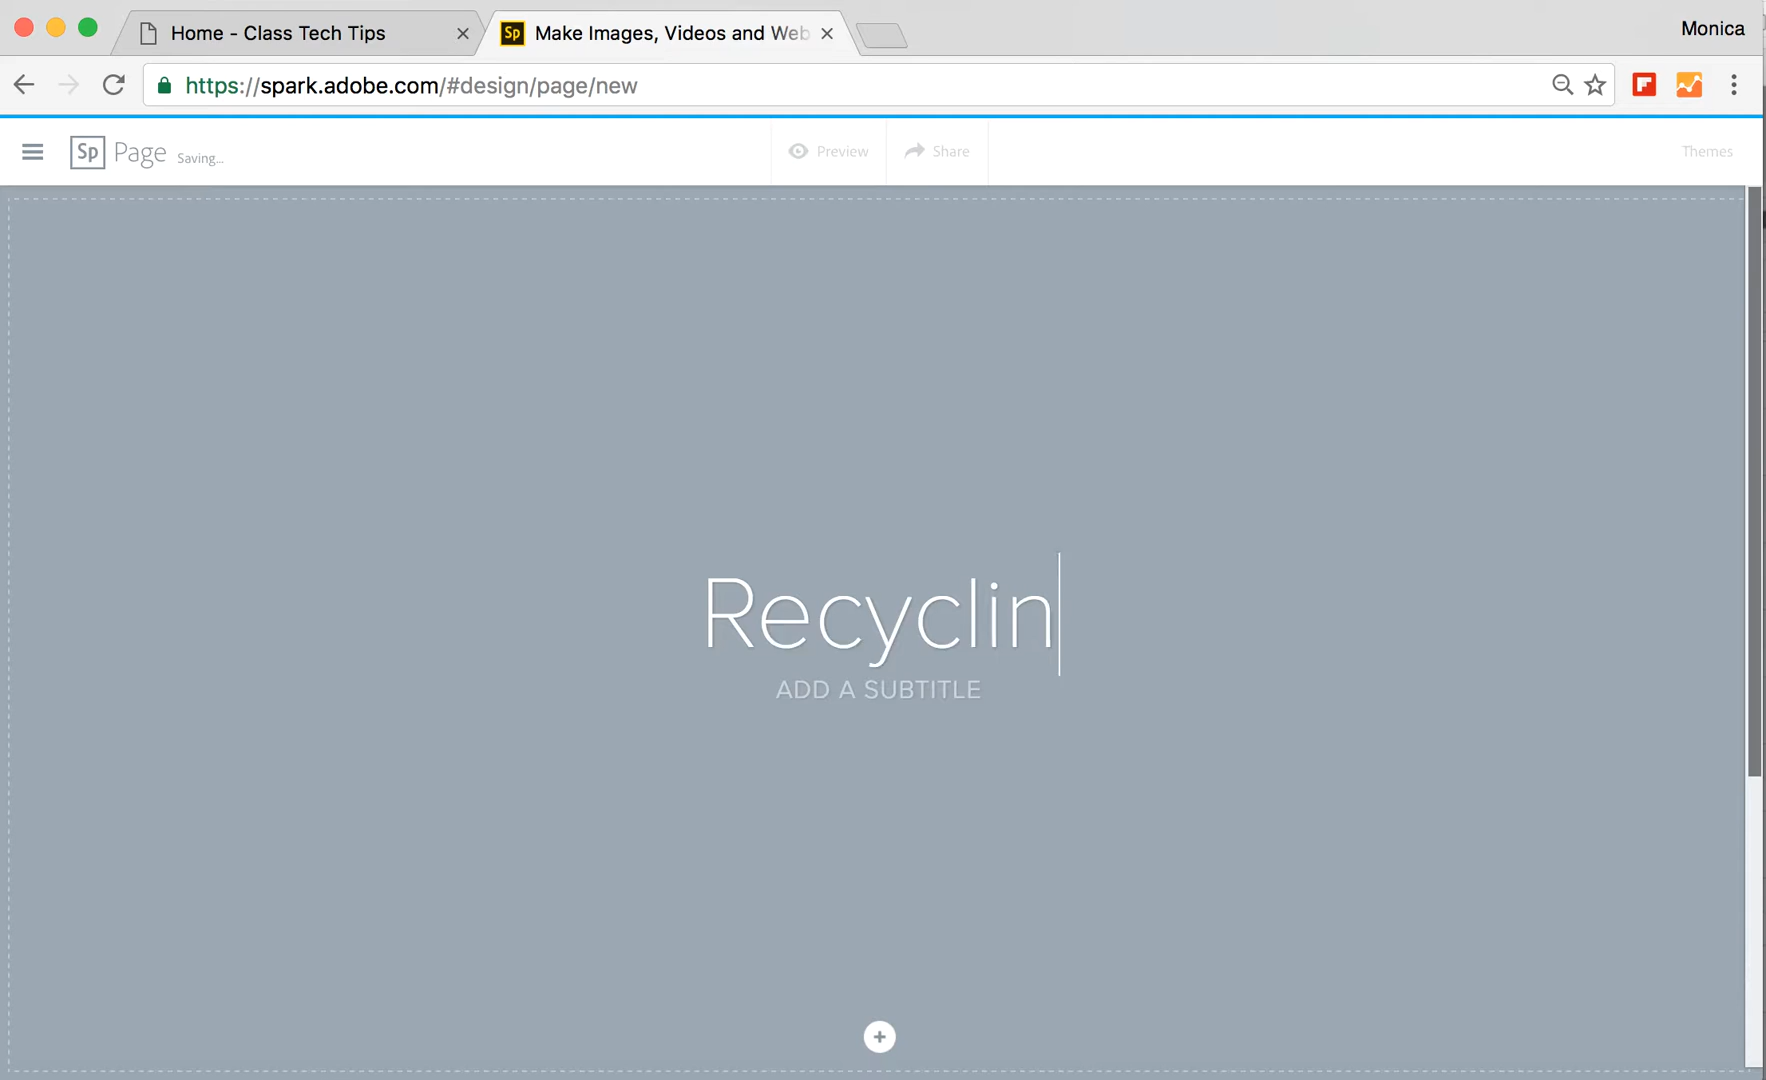 Home - Class Tech Tips
Sp Make Images, Videos and Web
Monica
https://spark.adobe.com/#design/page/new
Sp Page Saving... Preview Share Themes
Recyclin
ADD A SUBTITLE